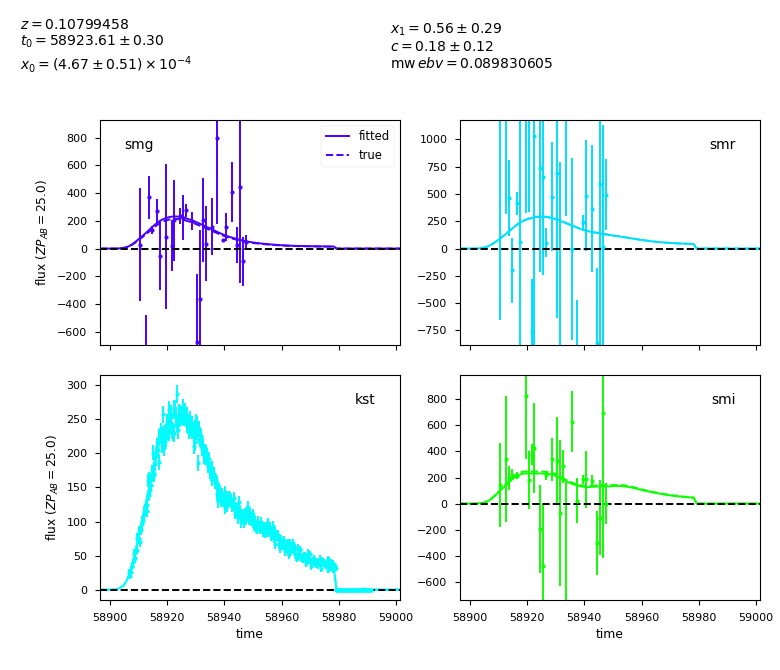 z = 0.10799458
t₀ = 58923.61 ± 0.30
x₀ = (4.67 ± 0.51) × 10⁻⁴
x₁ = 0.56 ± 0.29
c = 0.18 ± 0.12
mw ebv = 0.089830605
smg
fitted
true
800
600
400
200
0
−200
−400
−600
flux (ZP_AB = 25.0)
smr
1000
750
500
250
0
−250
−500
−750
kst
300
250
200
150
100
50
0
flux (ZP_AB = 25.0)
58900 58920 58940 58960 58980 59000
time
smi
800
600
400
200
0
−200
−400
−600
58900 58920 58940 58960 58980 59000
time